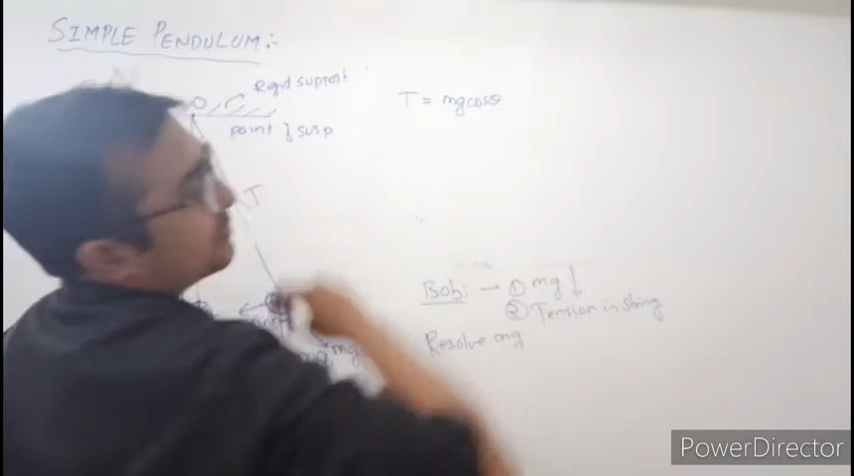 SIMPLE PENDULUM:-
Rigid support
point of susp
T = mgcosθ
T
Bob: → ① mg ↓
② Tension in string
Resolve mg
PowerDirector